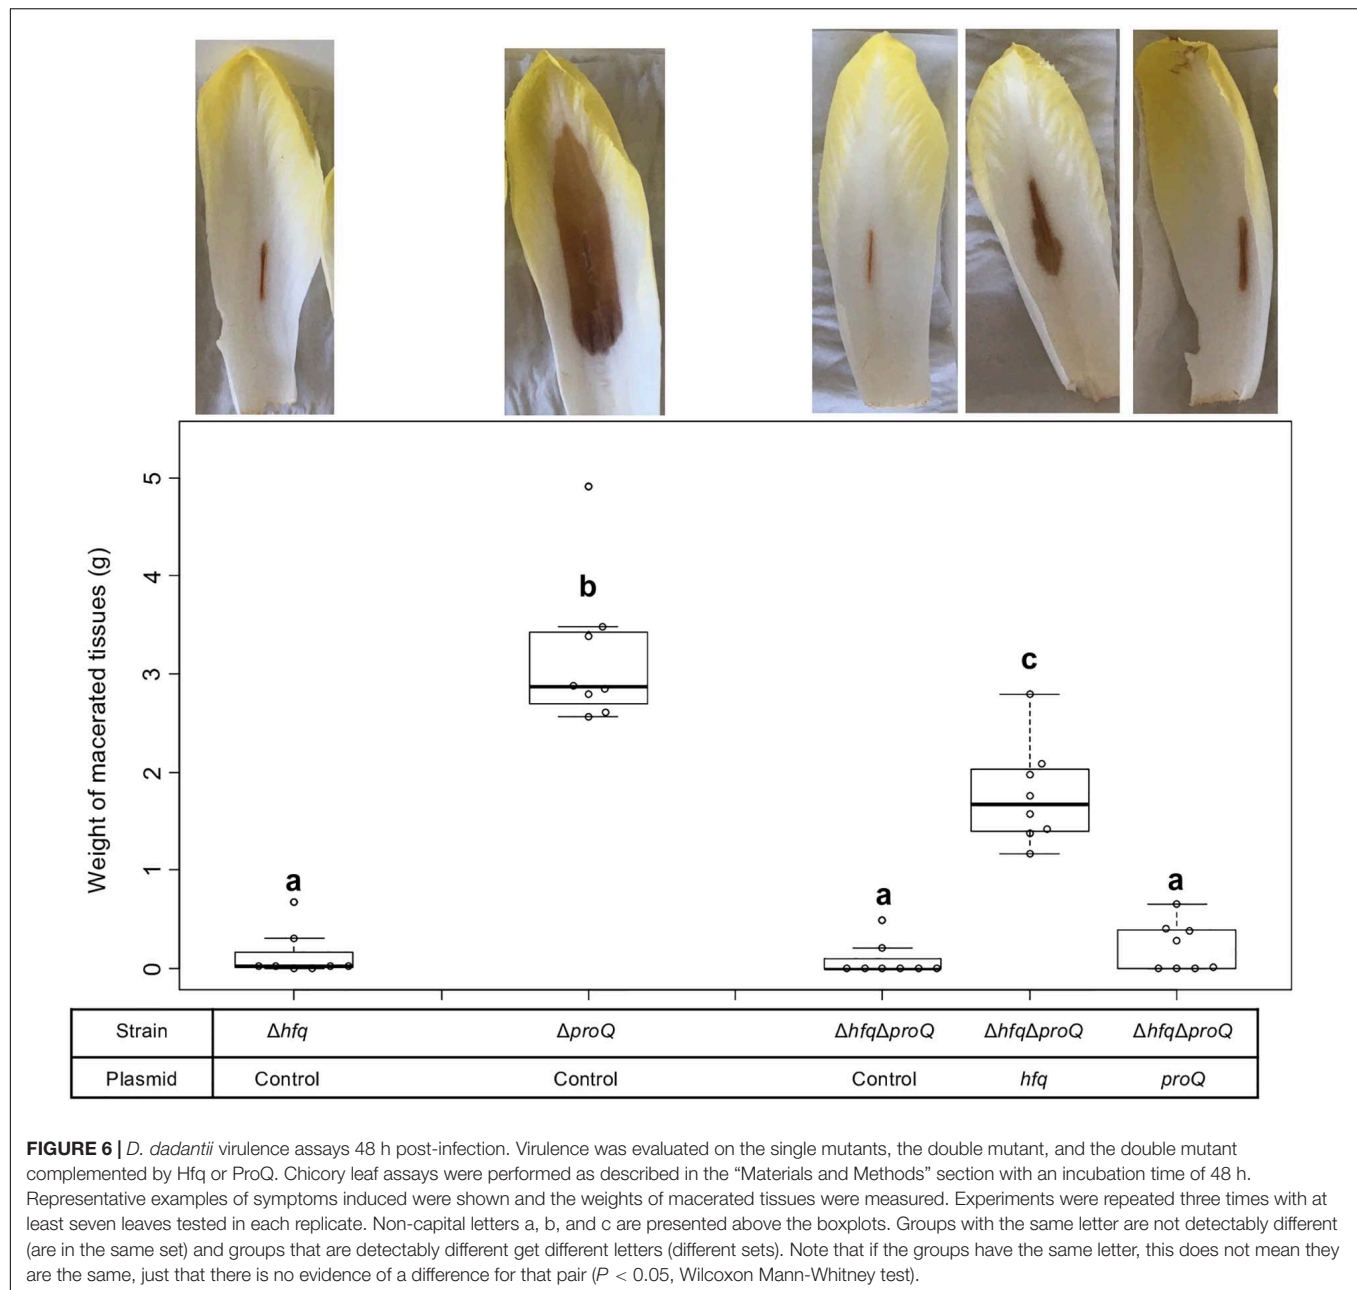 5
4
3
2
1
0
Weight of macerated tissues (g)
a
b
a
c
a
Strain Δhfq ΔproQ ΔhfqΔproQ ΔhfqΔproQ ΔhfqΔproQ
Plasmid Control Control Control hfq proQ
FIGURE 6 | D. dadantii virulence assays 48 h post-infection. Virulence was evaluated on the single mutants, the double mutant, and the double mutant
complemented by Hfq or ProQ. Chicory leaf assays were performed as described in the “Materials and Methods” section with an incubation time of 48 h.
Representative examples of symptoms induced were shown and the weights of macerated tissues were measured. Experiments were repeated three times with at
least seven leaves tested in each replicate. Non-capital letters a, b, and c are presented above the boxplots. Groups with the same letter are not detectably different
(are in the same set) and groups that are detectably different get different letters (different sets). Note that if the groups have the same letter, this does not mean they
are the same, just that there is no evidence of a difference for that pair (P < 0.05, Wilcoxon Mann-Whitney test).